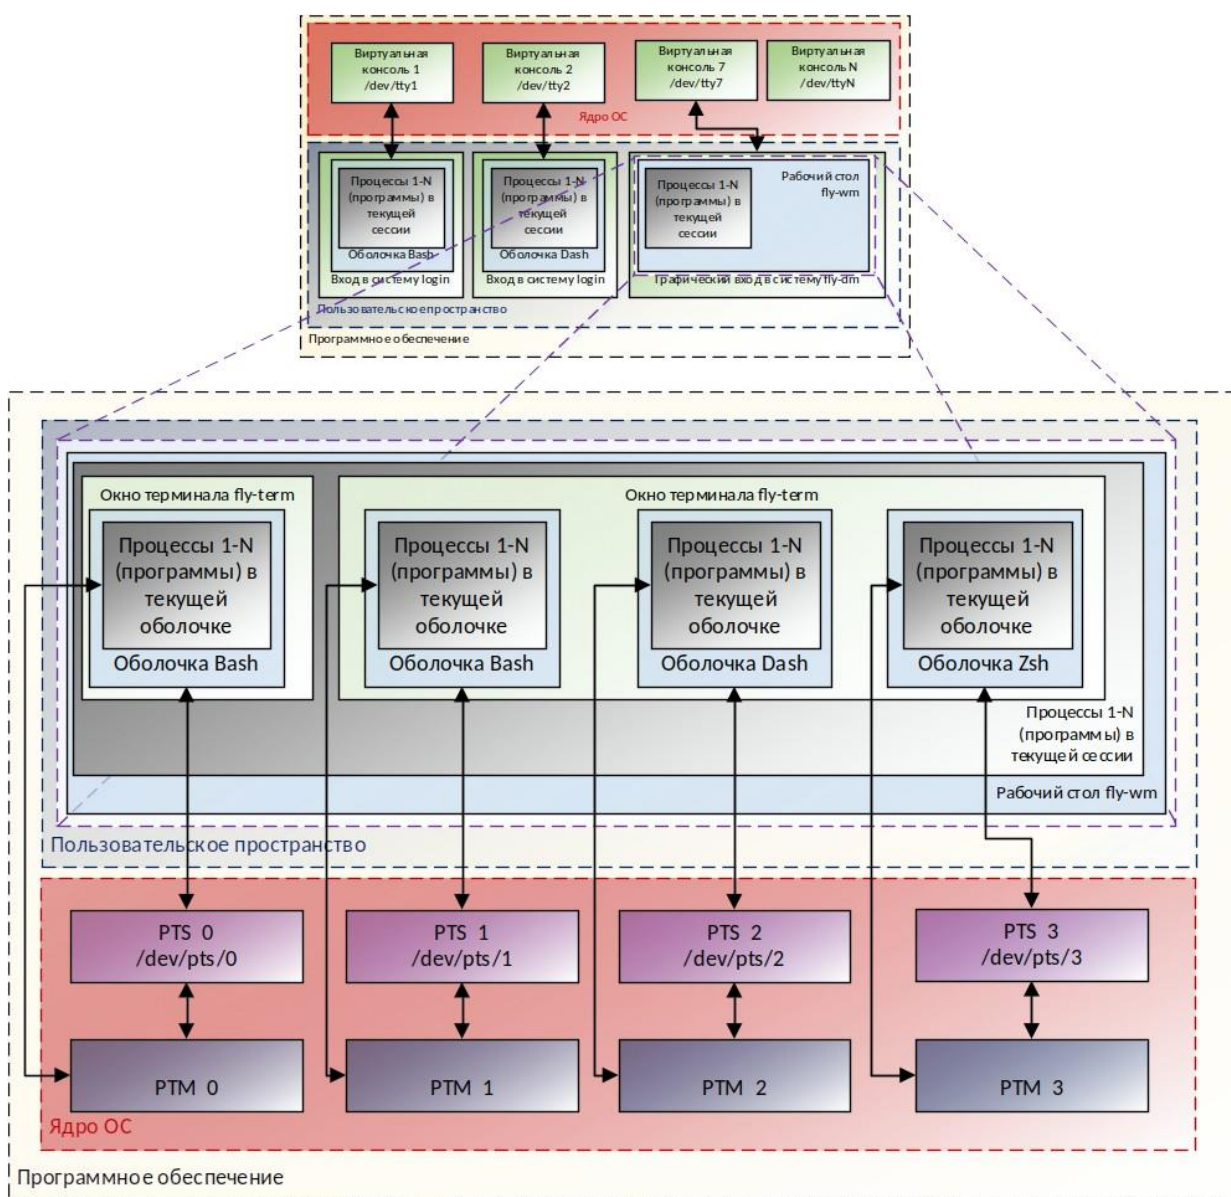 Виртуальная
консоль 1
/dev/tty1
Виртуальная
консоль 2
/dev/tty2
Виртуальная
консоль 7
/dev/tty7
Виртуальная
консоль N
/dev/ttyN
Ядро ОС
Процессы 1-N
(программы) в
текущей
сессии
Оболочка Bash
Вход в систему login
Процессы 1-N
(программы) в
текущей
сессии
Оболочка Dash
Вход в систему login
Рабочий стол
fly-wm
Процессы 1-N
(программы) в
текущей
сессии
Графический вход в систему fly-dm
Пользовательское пространство
Программное обеспечение
Окно терминала fly-term
Процессы 1-N
(программы) в
текущей
оболочке
Оболочка Bash
Окно терминала fly-term
Процессы 1-N
(программы) в
текущей
оболочке
Оболочка Bash
Процессы 1-N
(программы) в
текущей
оболочке
Оболочка Dash
Процессы 1-N
(программы) в
текущей
оболочке
Оболочка Zsh
Процессы 1-N
(программы) в
текущей сессии
Рабочий стол fly-wm
Пользовательское пространство
PTS 0
/dev/pts/0
PTS 1
/dev/pts/1
PTS 2
/dev/pts/2
PTS 3
/dev/pts/3
PTM 0
PTM 1
PTM 2
PTM 3
Ядро ОС
Программное обеспечение